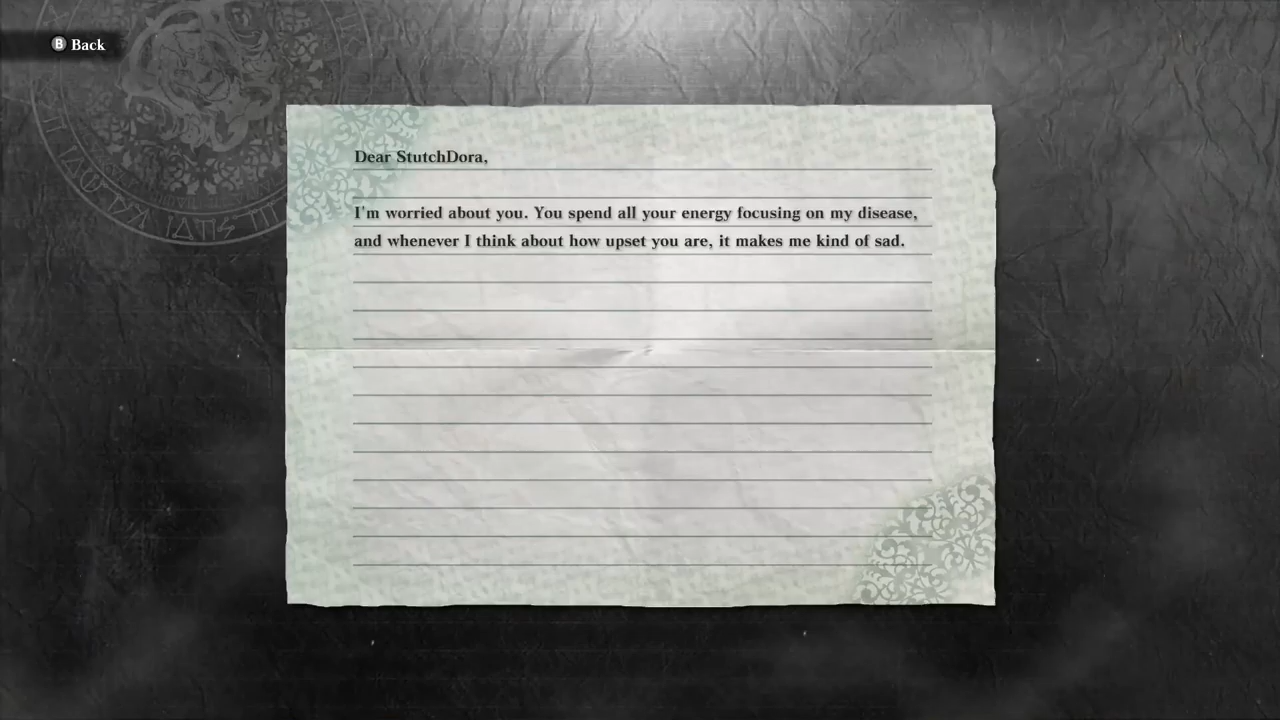 B Back
Dear StutchDora,
I'm worried about you. You spend all your energy focusing on my disease,
and whenever I think about how upset you are, it makes me kind of sad.